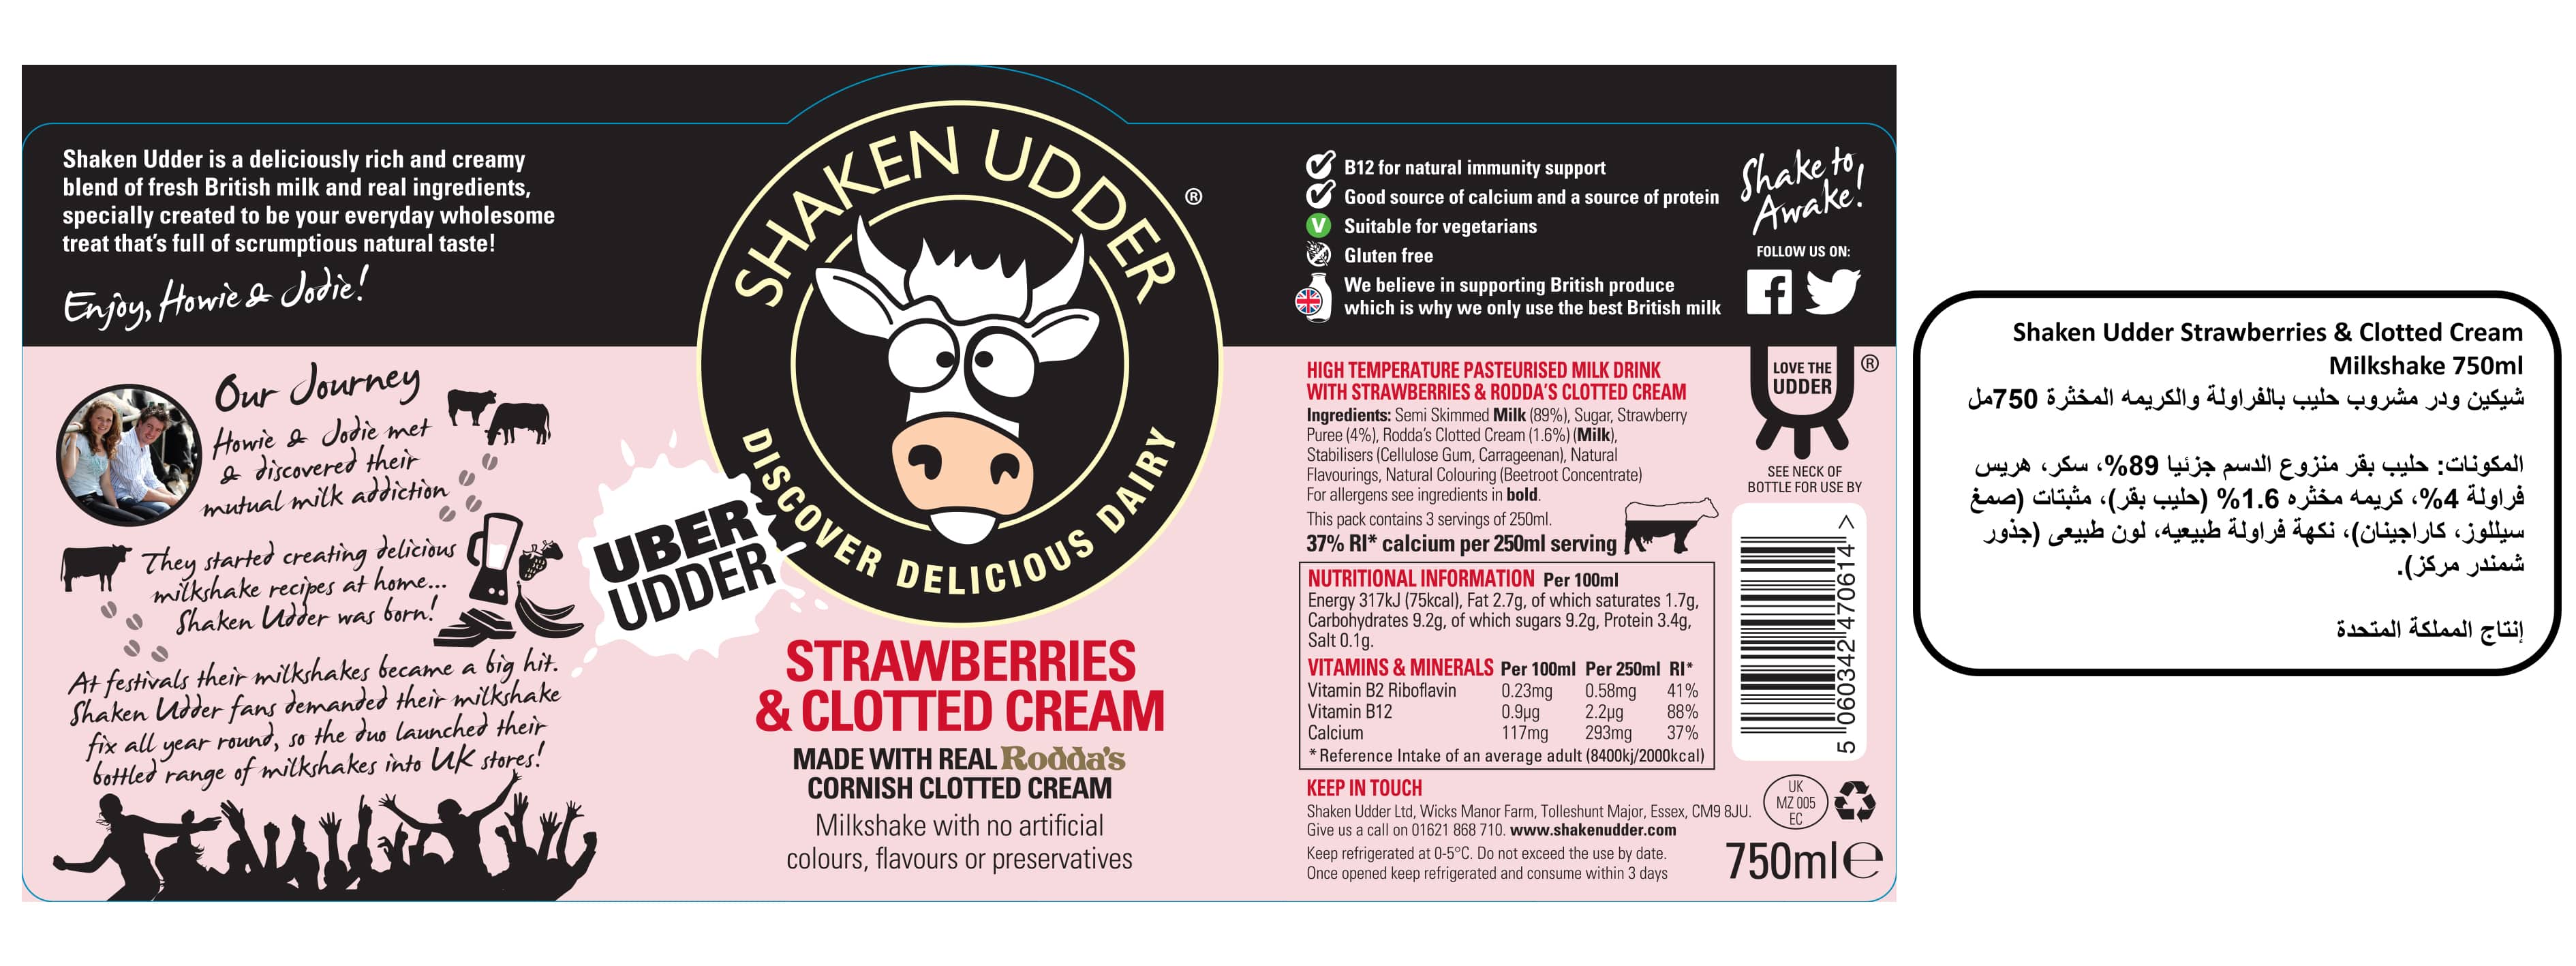 Shaken Udder is a deliciously rich and creamy
blend of fresh British milk and real ingredients,
specially created to be your everyday wholesome
treat that's full of scrumptious natural taste!
Enjoy, Howie & Jodie!
Our Journey
Howie & Jodie met
& discovered their
mutual milk addiction
They started creating delicious
milkshake recipes at home...
Shaken Udder was born!
At festivals their milkshakes became a big hit.
Shaken Udder fans demanded their milkshake
fix all year round, so the duo launched their
bottled range of milkshakes into UK stores!
SHAKEN UDDER
®
DISCOVER DELICIOUS DAIRY
UBER
UDDER
STRAWBERRIES
& CLOTTED CREAM
MADE WITH REAL Rodda's
CORNISH CLOTTED CREAM
Milkshake with no artificial
colours, flavours or preservatives
B12 for natural immunity support
Good source of calcium and a source of protein
V Suitable for vegetarians
Gluten free
We believe in supporting British produce
which is why we only use the best British milk
Shake to
Awake!
FOLLOW US ON:
f
HIGH TEMPERATURE PASTEURISED MILK DRINK
WITH STRAWBERRIES & RODDA'S CLOTTED CREAM
Ingredients: Semi Skimmed Milk (89%), Sugar, Strawberry
Puree (4%), Rodda's Clotted Cream (1.6%) (Milk),
Stabilisers (Cellulose Gum, Carrageenan), Natural
Flavourings, Natural Colouring (Beetroot Concentrate)
For allergens see ingredients in bold.
This pack contains 3 servings of 250ml.
37% RI* calcium per 250ml serving
NUTRITIONAL INFORMATION Per 100ml
Energy 317kJ (75kcal), Fat 2.7g, of which saturates 1.7g,
Carbohydrates 9.2g, of which sugars 9.2g, Protein 3.4g,
Salt 0.1g.
VITAMINS & MINERALS Per 100ml Per 250ml RI*
Vitamin B2 Riboflavin 0.23mg 0.58mg 41%
Vitamin B12 0.9µg 2.2µg 88%
Calcium 117mg 293mg 37%
* Reference Intake of an average adult (8400kj/2000kcal)
KEEP IN TOUCH
Shaken Udder Ltd, Wicks Manor Farm, Tolleshunt Major, Essex, CM9 8JU.
Give us a call on 01621 868 710. www.shakenudder.com
Keep refrigerated at 0-5°C. Do not exceed the use by date.
Once opened keep refrigerated and consume within 3 days
LOVE THE
UDDER
®
SEE NECK OF
BOTTLE FOR USE BY
5 060342 470614 >
UK
MZ 005
EC
750ml e
Shaken Udder Strawberries & Clotted Cream
Milkshake 750ml
شيكين ودر مشروب حليب بالفراولة والكريمه المخثرة 750مل
المكونات: حليب بقر منزوع الدسم جزئيا 89%، سكر، هريس
فراولة 4%، كريمه مخثره 1.6% (حليب بقر)، مثبتات (صمغ
سيللوز، كاراجينان)، نكهة فراولة طبيعيه، لون طبيعى (جذور
شمندر مركز).
إنتاج المملكة المتحدة